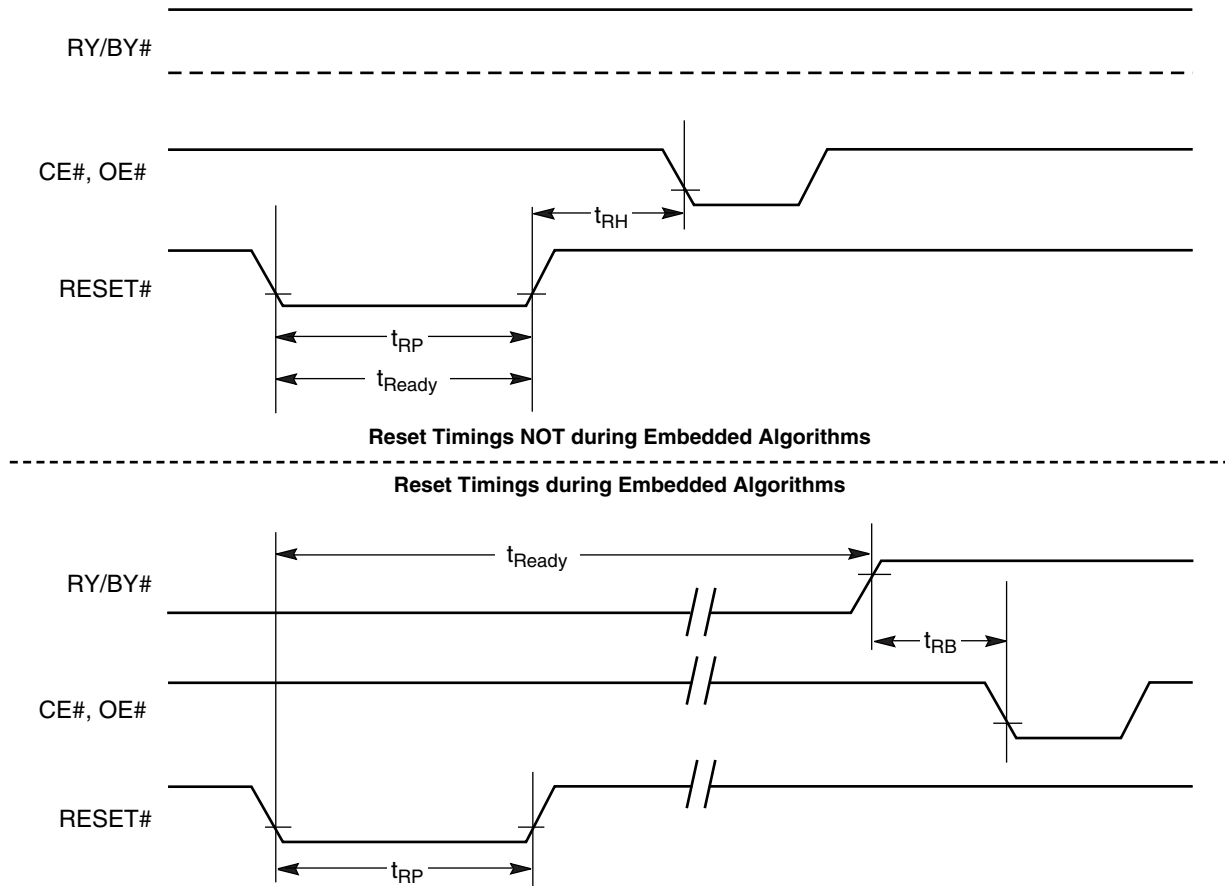 RY/BY#
CE#, OE#
tRH
RESET#
tRP
tReady
Reset Timings NOT during Embedded Algorithms
Reset Timings during Embedded Algorithms
tReady
RY/BY#
tRB
CE#, OE#
RESET#
tRP